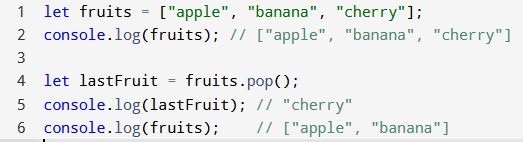 1 let fruits = ["apple", "banana", "cherry"];
2 console.log(fruits); // ["apple", "banana", "cherry"]
3
4 let lastFruit = fruits.pop();
5 console.log(lastFruit); // "cherry"
6 console.log(fruits);    // ["apple", "banana"]